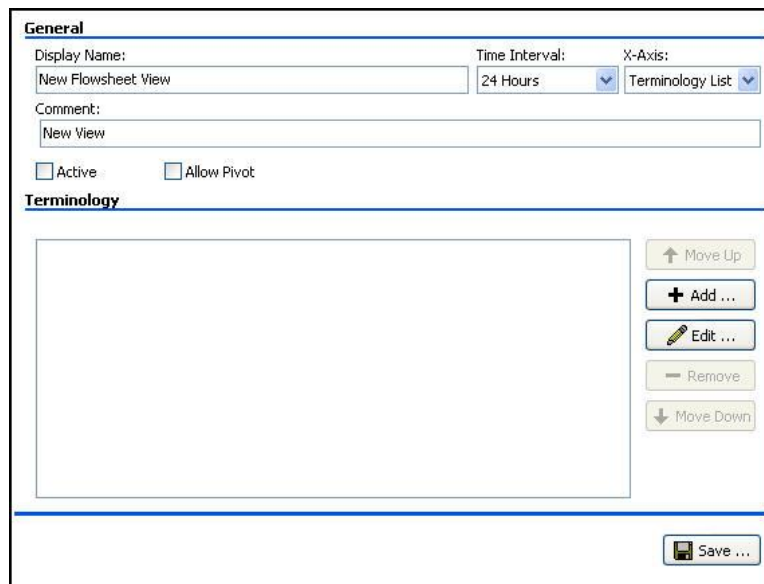 General
Display Name: Time Interval: X-Axis:
New Flowsheet View 24 Hours Terminology List
Comment:
New View
Active Allow Pivot
Terminology
Move Up
Add ...
Edit ...
Remove
Move Down
Save ...